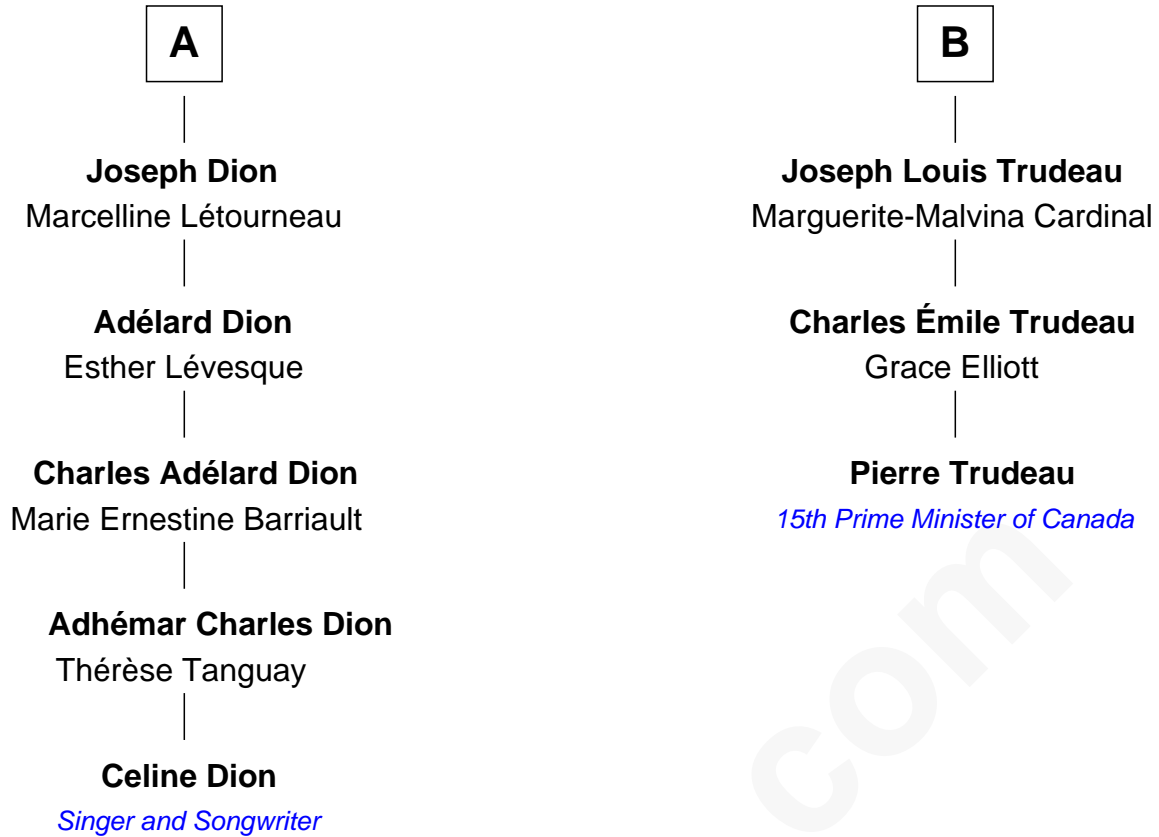 A
Joseph Dion
Marcelline Létourneau
Adélard Dion
Esther Lévesque
Charles Adélard Dion
Marie Ernestine Barriault
Adhémar Charles Dion
Thérèse Tanguay
Celine Dion
Singer and Songwriter
B
Joseph Louis Trudeau
Marguerite-Malvina Cardinal
Charles Émile Trudeau
Grace Elliott
Pierre Trudeau
15th Prime Minister of Canada
com